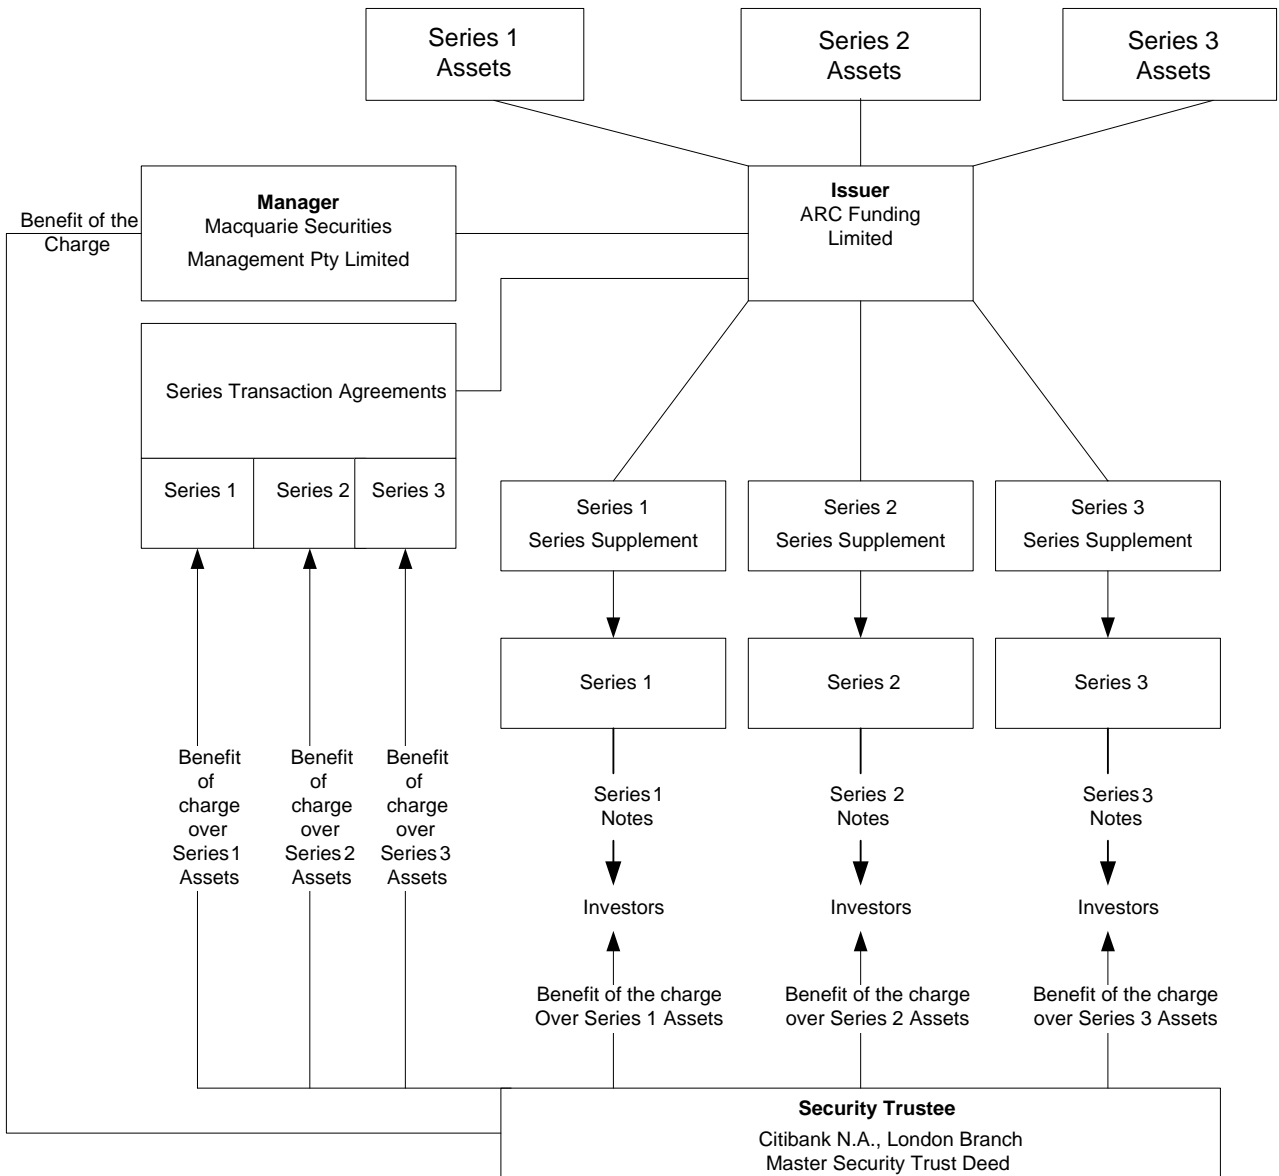 Series 1
Assets
Series 2
Assets
Series 3
Assets
Benefit of the
Charge
Manager
Macquarie Securities
Management Pty Limited
Issuer
ARC Funding
Limited
Series Transaction Agreements
Series 1
Series 2
Series 3
Series 1
Series Supplement
Series 2
Series Supplement
Series 3
Series Supplement
Series 1
Series 2
Series 3
Benefit
of
charge
over
Series 1
Assets
Benefit
of
charge
over
Series 2
Assets
Benefit
of
charge
over
Series 3
Assets
Series 1
Notes
Series 2
Notes
Series 3
Notes
Investors
Investors
Investors
Benefit of the charge
Over Series 1 Assets
Benefit of the charge
over Series 2 Assets
Benefit of the charge
over Series 3 Assets
Security Trustee
Citibank N.A., London Branch
Master Security Trust Deed